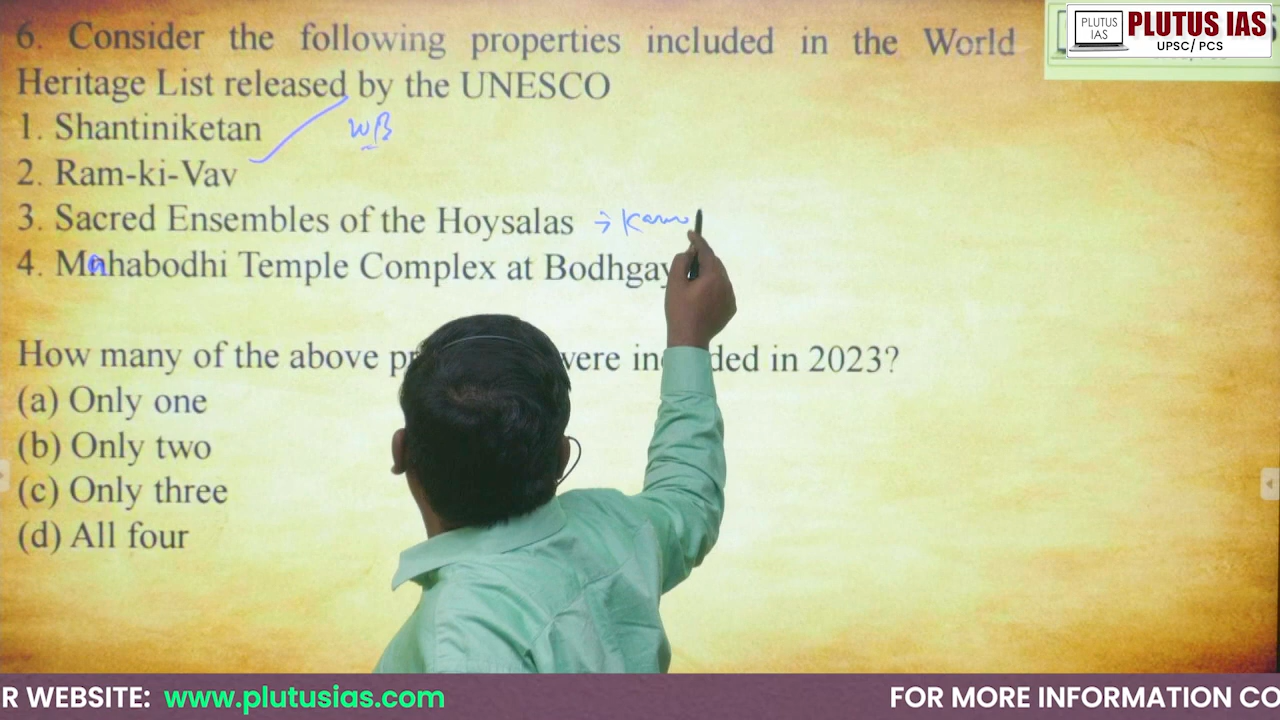 6. Consider the following properties included in the World
Heritage List released by the UNESCO
1. Shantiniketan
WB
2. Ram-ki-Vav
3. Sacred Ensembles of the Hoysalas →
4. Mahabodhi Temple Complex at
How many of the above were in 2023?
(a) Only one
(b) Only two
(c) Only three
(d) All four
PLUTUS IAS
PLUTUS IAS
UPSC/ PCS
R WEBSITE: www.plutusias.com
FOR MORE INFORMATION CO